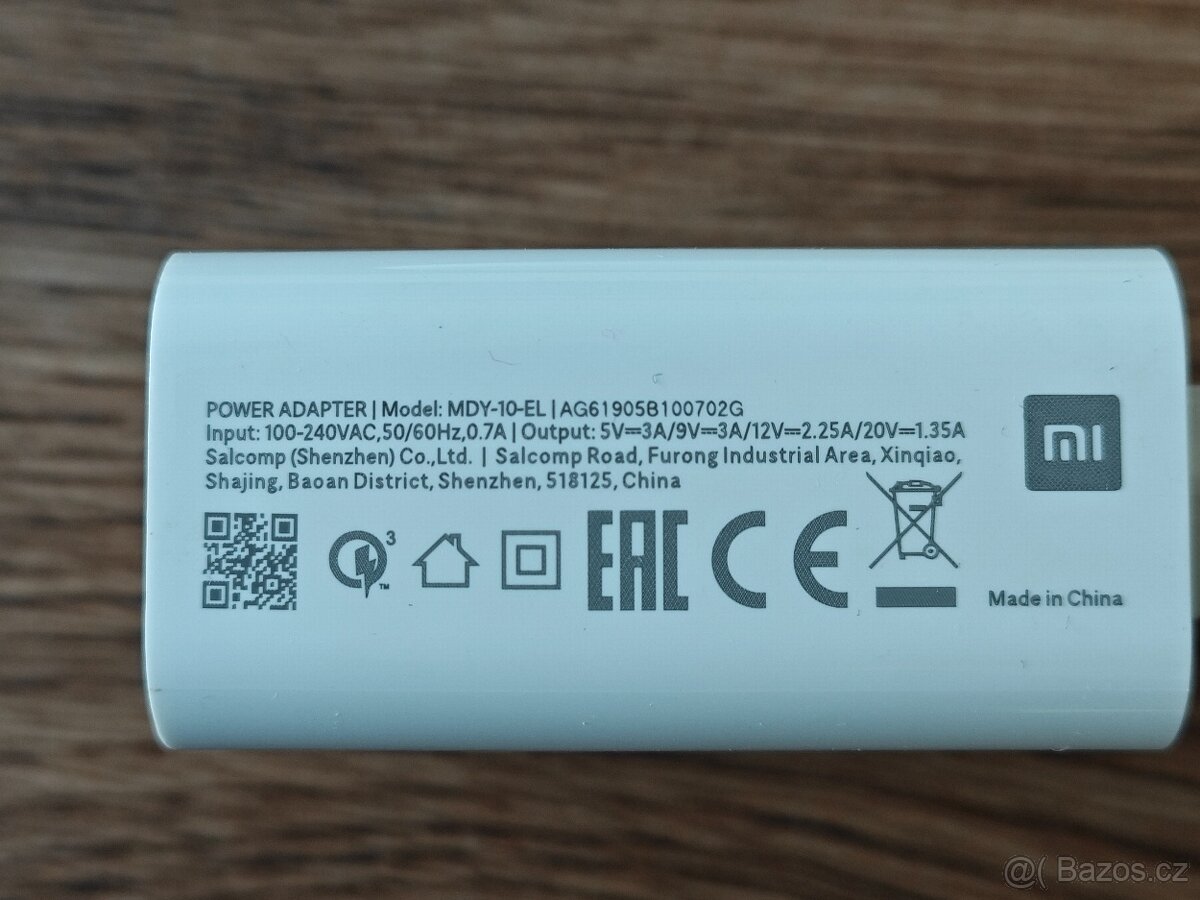 POWER ADAPTER | Model: MDY-10-EL | AG61905B100702G
Input: 100-240VAC,50/60Hz,0.7A | Output: 5V⎓3A/9V⎓3A/12V⎓2.25A/20V⎓1.35A
Salcomp (Shenzhen) Co.,Ltd. | Salcomp Road, Furong Industrial Area, Xinqiao,
Shajing, Baoan District, Shenzhen, 518125, China
mi
3
TM
EAC CE
Made in China
@( Bazos.cz